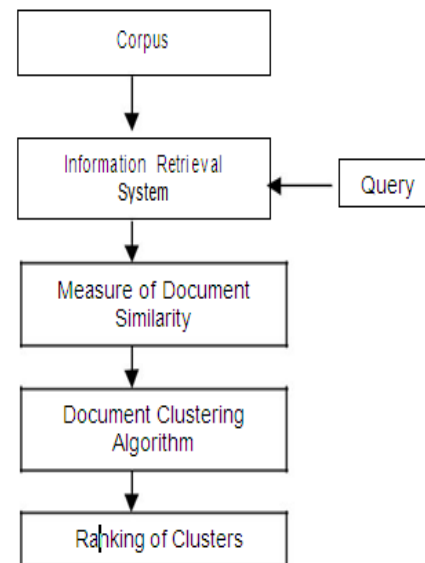 Corpus
Information Retrieval
System
Query
Measure of Document
Similarity
Document Clustering
Algorithm
Ranking of Clusters